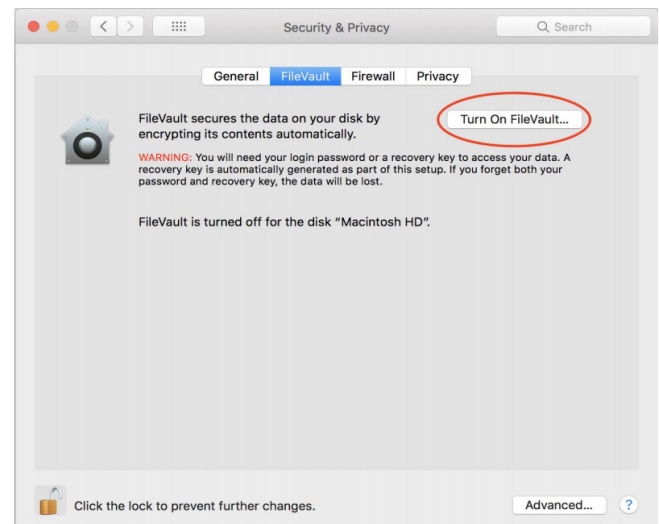 Security & Privacy
Search
General FileVault Firewall Privacy
FileVault secures the data on your disk by
encrypting its contents automatically.
Turn On FileVault...
WARNING: You will need your login password or a recovery key to access your data. A
recovery key is automatically generated as part of this setup. If you forget both your
password and recovery key, the data will be lost.
FileVault is turned off for the disk “Macintosh HD”.
Click the lock to prevent further changes.
Advanced...
?